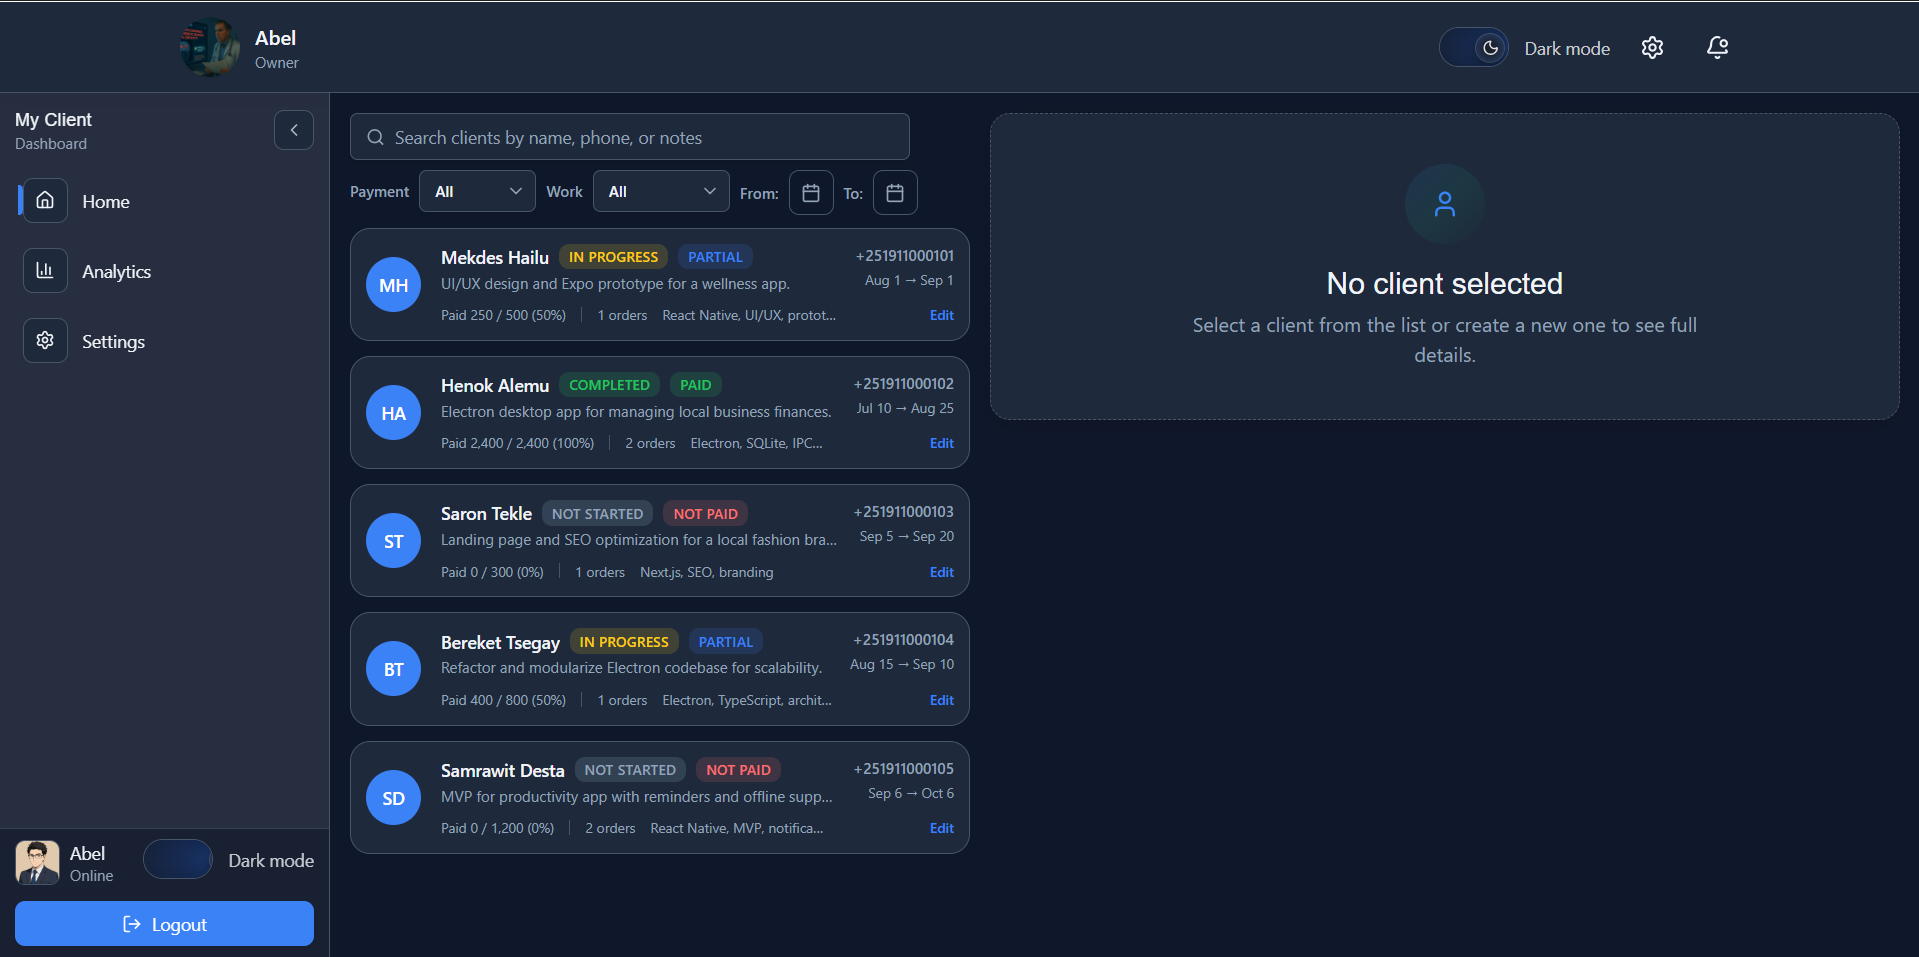 Abel
Owner
Dark mode
My Client
Dashboard
Home
Analytics
Settings
Abel
Online
Dark mode
Logout
Search clients by name, phone, or notes
Payment All Work All From: To:
MH
Mekdes Hailu IN PROGRESS PARTIAL +251911000101
UI/UX design and Expo prototype for a wellness app. Aug 1 → Sep 1
Paid 250 / 500 (50%) 1 orders React Native, UI/UX, protot... Edit
HA
Henok Alemu COMPLETED PAID +251911000102
Electron desktop app for managing local business finances. Jul 10 → Aug 25
Paid 2,400 / 2,400 (100%) 2 orders Electron, SQLite, IPC... Edit
ST
Saron Tekle NOT STARTED NOT PAID +251911000103
Landing page and SEO optimization for a local fashion bra... Sep 5 → Sep 20
Paid 0 / 300 (0%) 1 orders Next.js, SEO, branding Edit
BT
Bereket Tsegay IN PROGRESS PARTIAL +251911000104
Refactor and modularize Electron codebase for scalability. Aug 15 → Sep 10
Paid 400 / 800 (50%) 1 orders Electron, TypeScript, archit... Edit
SD
Samrawit Desta NOT STARTED NOT PAID +251911000105
MVP for productivity app with reminders and offline supp... Sep 6 → Oct 6
Paid 0 / 1,200 (0%) 2 orders React Native, MVP, notifica... Edit
No client selected
Select a client from the list or create a new one to see full
details.